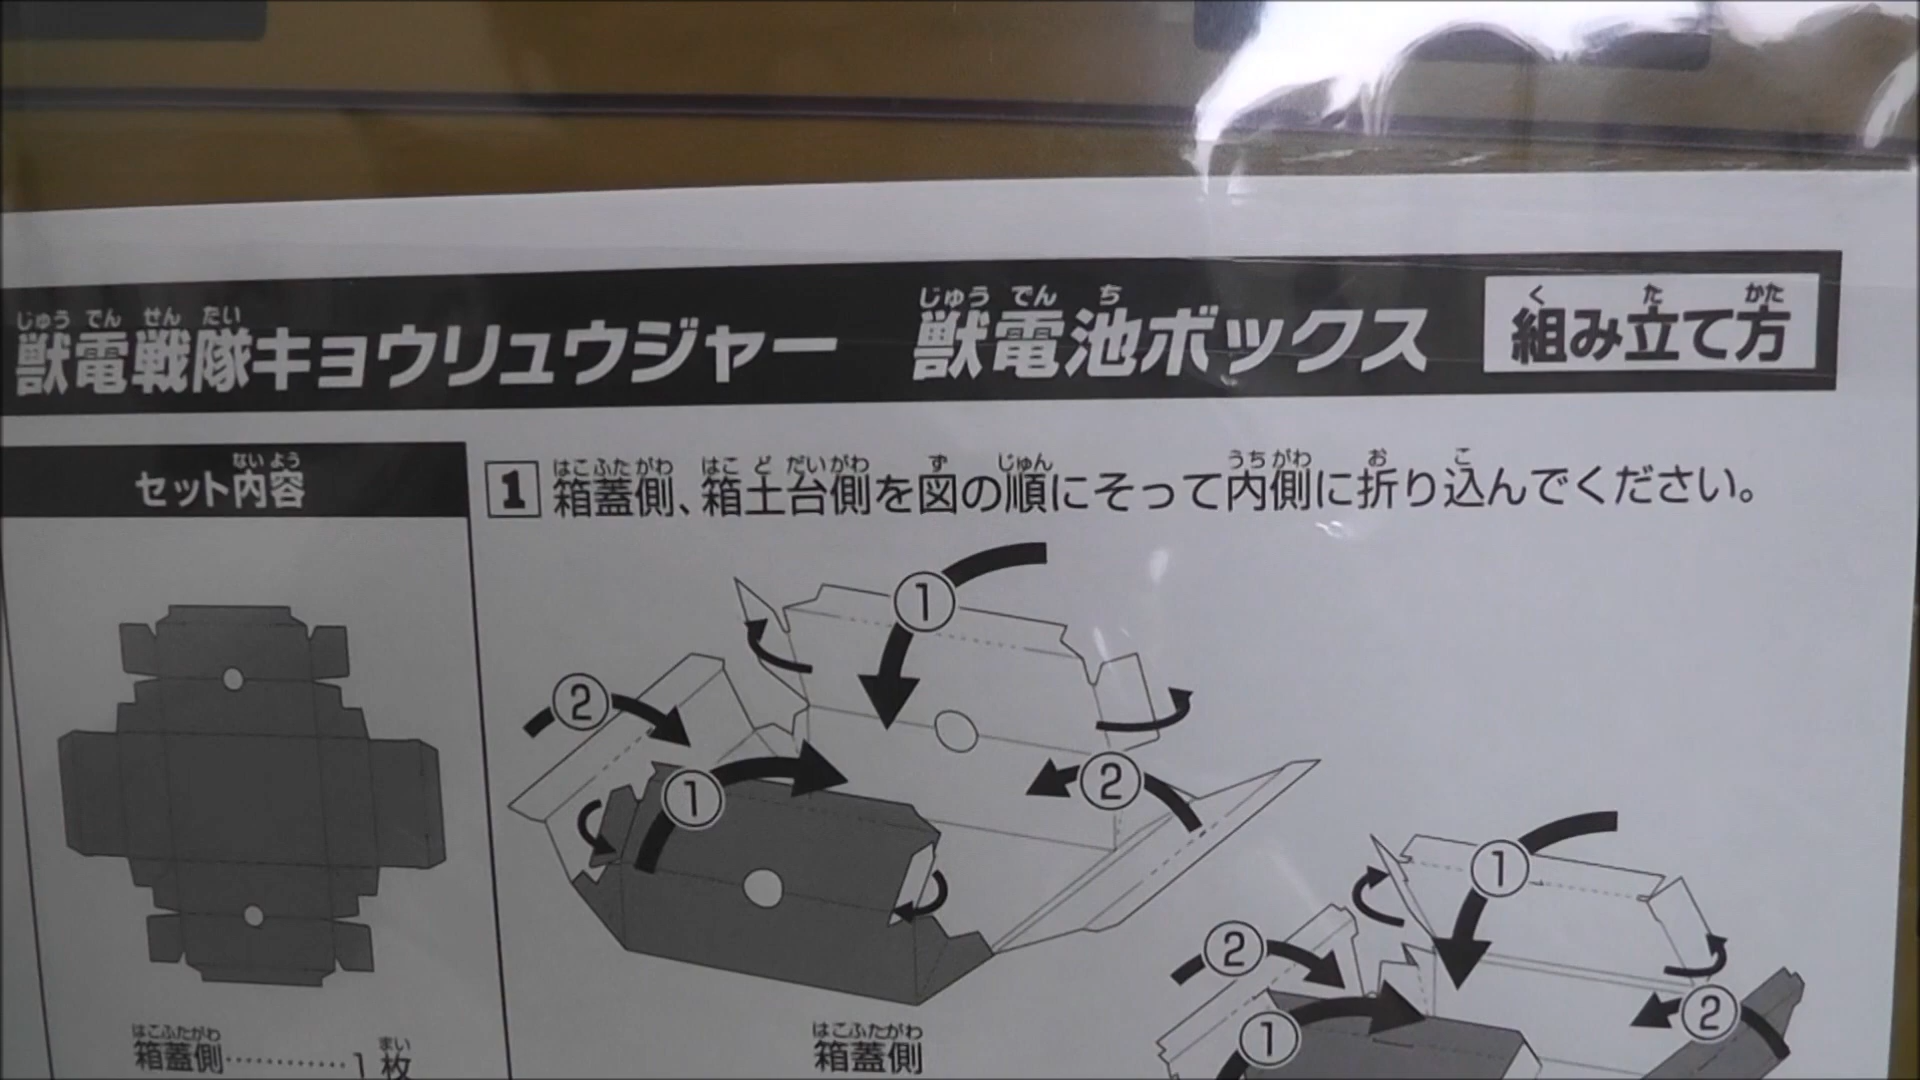 獣電戦隊キョウリュウジャー 獣電池ボックス 組み立て方
じゅう でん せん たい じゅう でん ち く た かた
セット内容
ない よう
1 箱蓋側、箱土台側を図の順にそって内側に折り込んでください。
はこ ふた がわ はこ ど だい がわ ず じゅん うち がわ お こ
①
②
①
②
①
②
①
②
箱蓋側…………1枚
はこふたがわ まい
箱蓋側
はこふたがわ